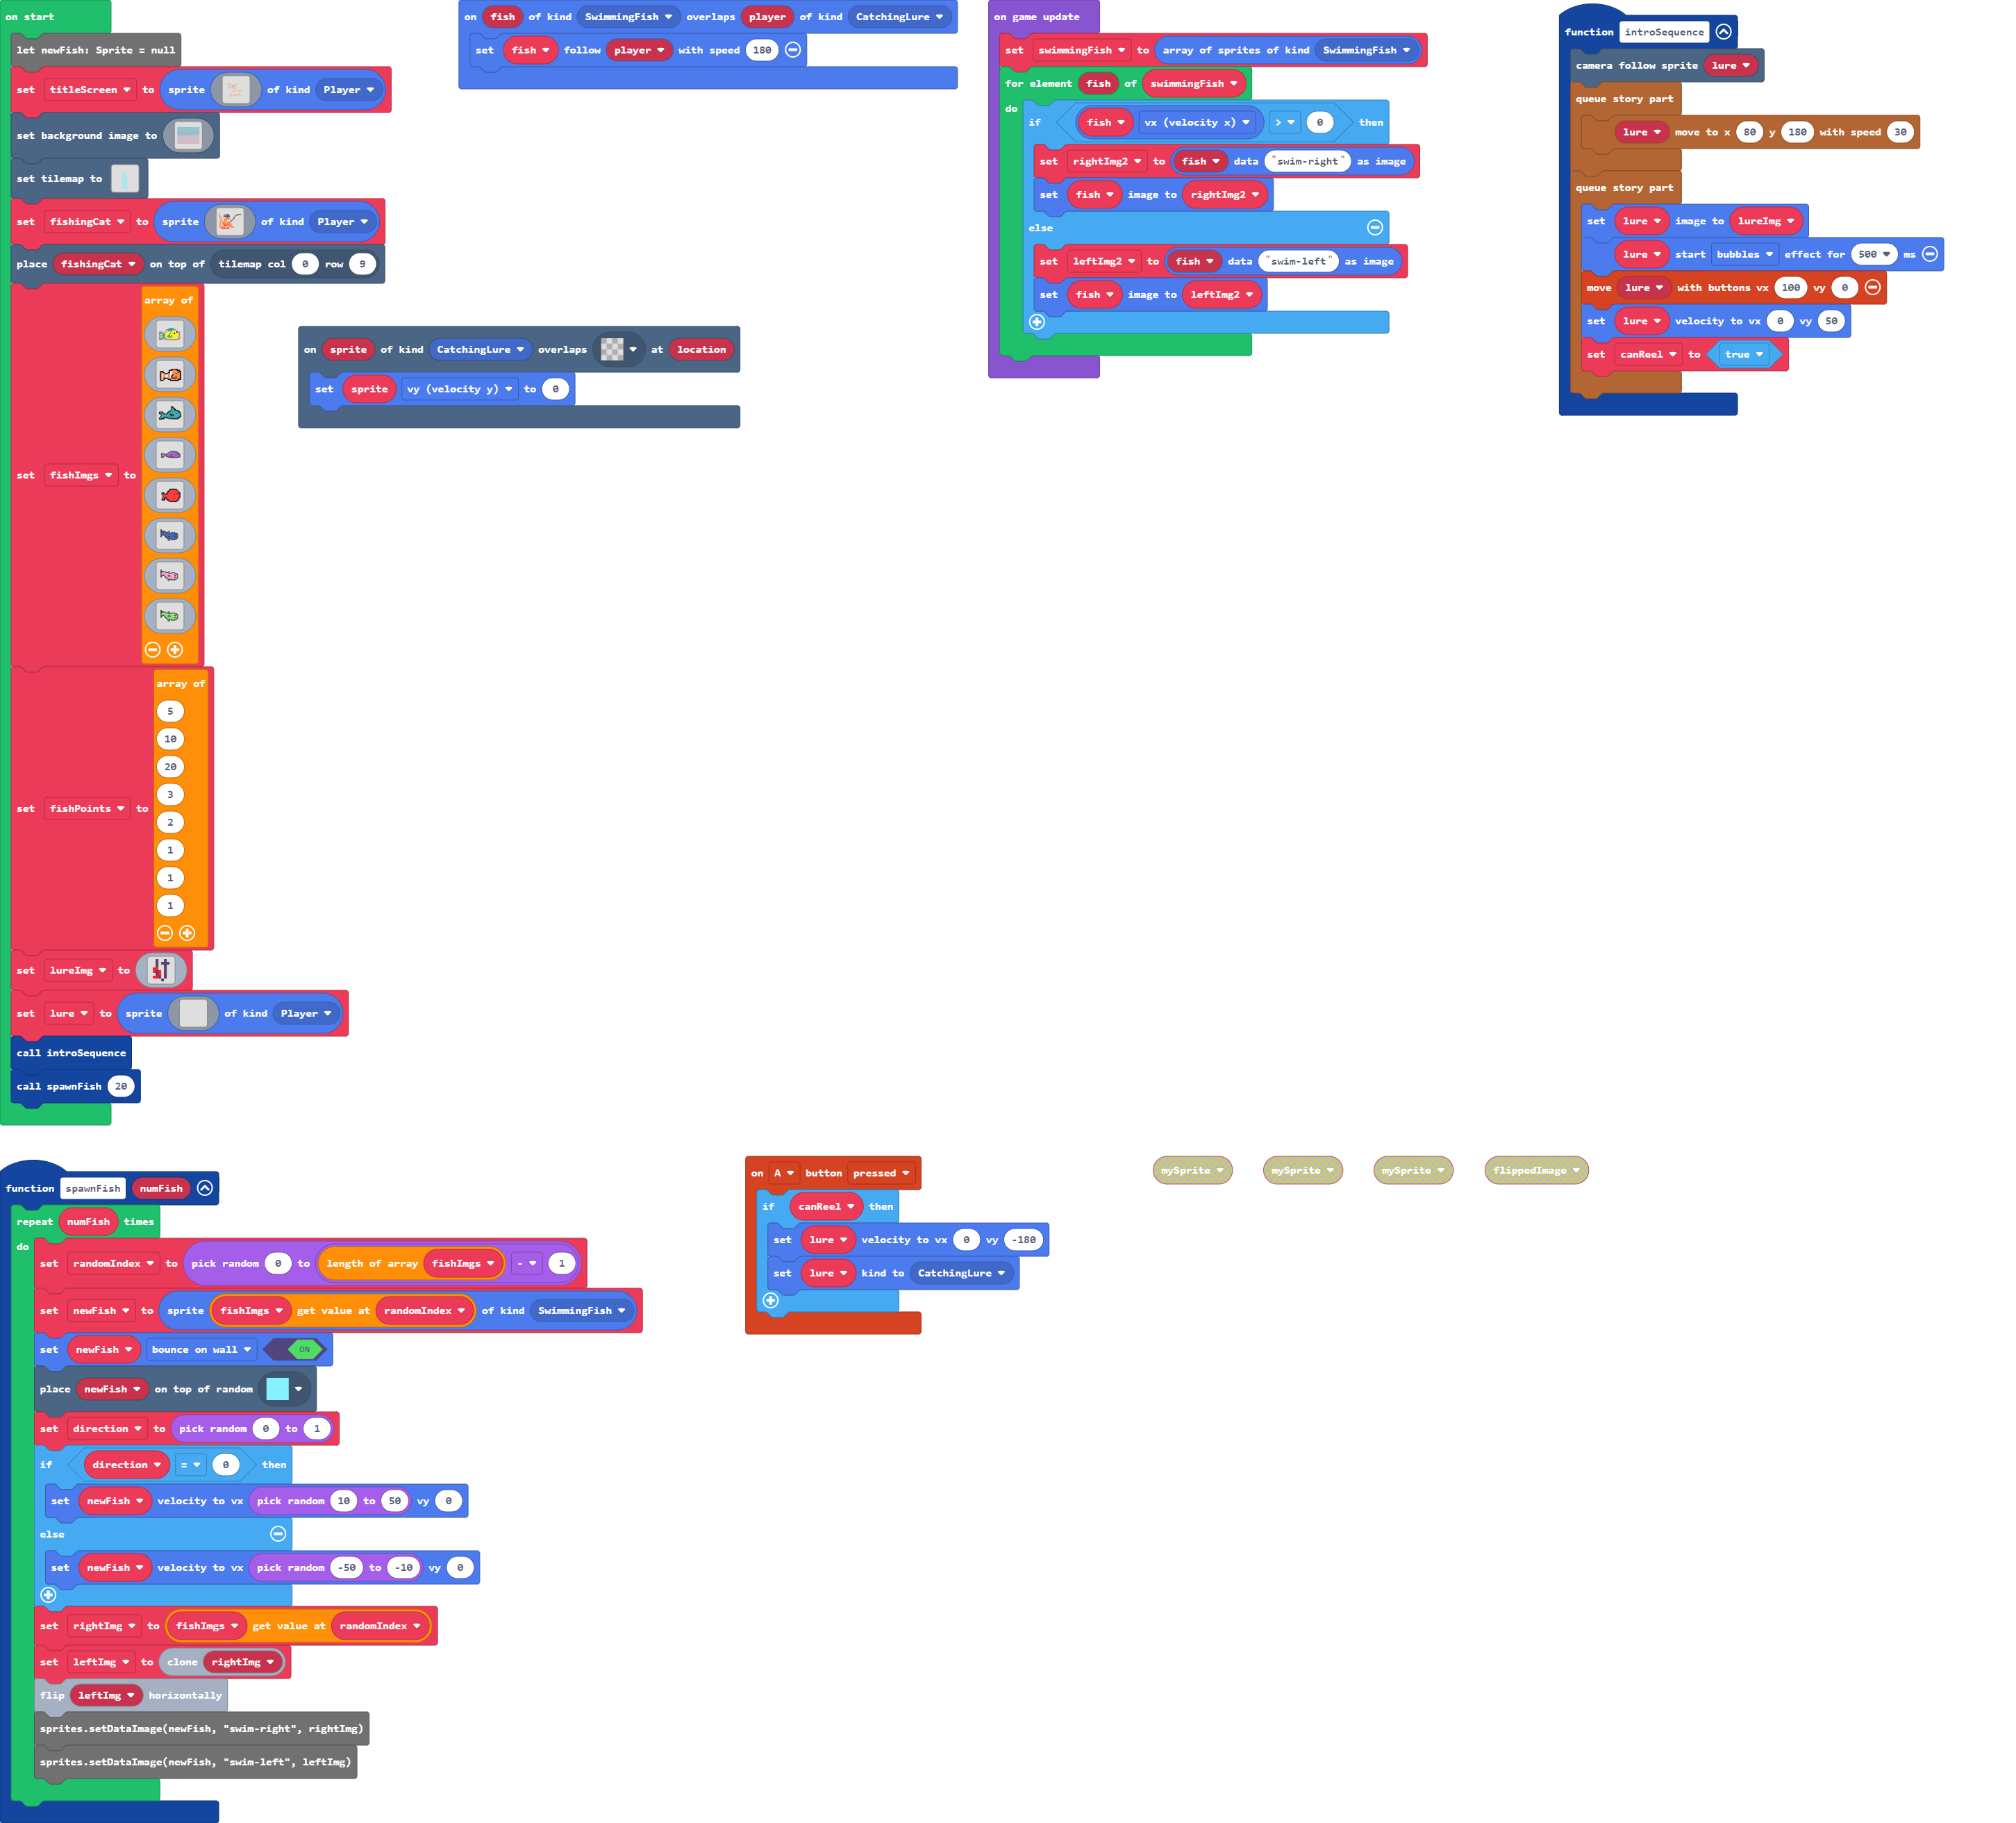 on start
let newFish: Sprite = null
set titleScreen to sprite of kind Player
set background image to
set tilemap to
set fishingCat to sprite of kind Player
place fishingCat on top of tilemap col 0 row 9
set fishImgs to array of
set fishPoints to array of
5
10
20
3
2
1
1
1
set lureImg to
set lure to sprite of kind Player
call introSequence
call spawnFish 20
on fish of kind SwimmingFish overlaps player of kind CatchingLure
set fish follow player with speed 180
on sprite of kind CatchingLure overlaps at location
set sprite vy (velocity y) to 0
on game update
set swimmingFish to array of sprites of kind SwimmingFish
for element fish of swimmingFish
do
if fish vx (velocity x) > 0 then
set rightImg2 to fish data "swim-right" as image
set fish image to rightImg2
else
set leftImg2 to fish data "swim-left" as image
set fish image to leftImg2
function introSequence
camera follow sprite lure
queue story part
lure move to x 80 y 180 with speed 30
queue story part
set lure image to lureImg
lure start bubbles effect for 500 ms
move lure with buttons vx 100 vy 0
set lure velocity to vx 0 vy 50
set canReel to true
function spawnFish numFish
repeat numFish times
do
set randomIndex to pick random 0 to length of array fishImgs - 1
set newFish to sprite fishImgs get value at randomIndex of kind SwimmingFish
set newFish bounce on wall ON
place newFish on top of random
set direction to pick random 0 to 1
if direction = 0 then
set newFish velocity to vx pick random 10 to 50 vy 0
else
set newFish velocity to vx pick random -50 to -10 vy 0
set rightImg to fishImgs get value at randomIndex
set leftImg to clone rightImg
flip leftImg horizontally
sprites.setDataImage(newFish, "swim-right", rightImg)
sprites.setDataImage(newFish, "swim-left", leftImg)
on A button pressed
if canReel then
set lure velocity to vx 0 vy -180
set lure kind to CatchingLure
mySprite
mySprite
mySprite
flippedImage